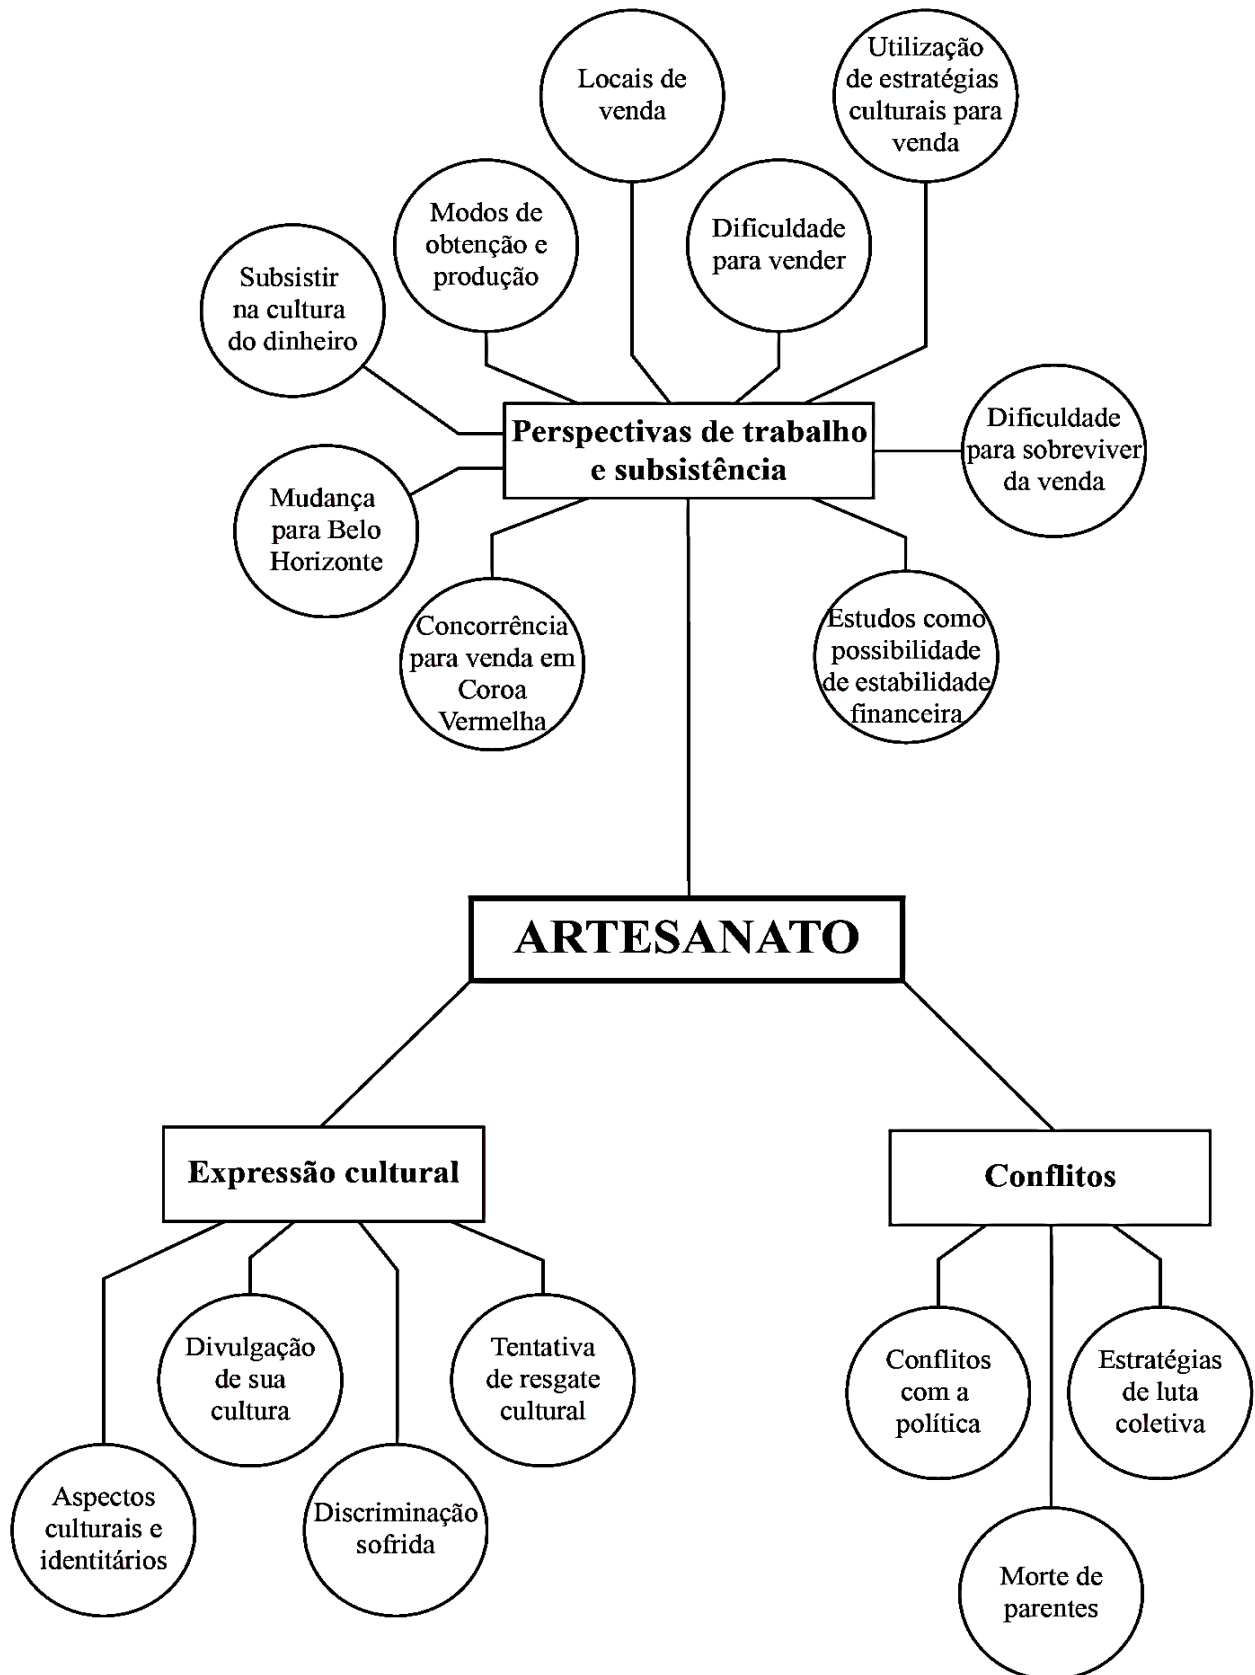 Locais de
venda
Utilização
de estratégias
culturais para
venda
Modos de
obtenção e
produção
Dificuldade
para vender
Subsistir
na cultura
do dinheiro
Perspectivas de trabalho
e subsistência
Dificuldade
para sobreviver
da venda
Mudança
para Belo
Horizonte
Concorrência
para venda em
Coroa
Vermelha
Estudos como
possibilidade
de estabilidade
financeira
ARTESANATO
Expressão cultural
Conflitos
Divulgação
de sua
cultura
Tentativa
de resgate
cultural
Conflitos
com a
política
Estratégias
de luta
coletiva
Aspectos
culturais e
identitários
Discriminação
sofrida
Morte de
parentes